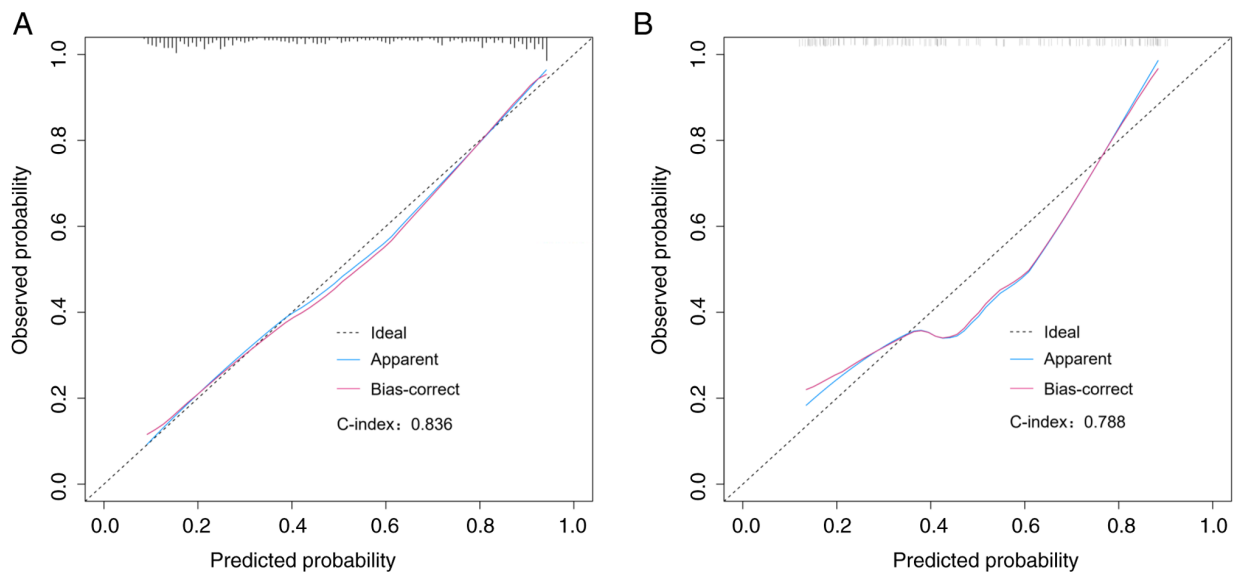 A
1.0
0.8
0.6
0.4
0.2
0.0
Observed probability
Ideal
Apparent
Bias-correct
C-index：0.836
0.0 0.2 0.4 0.6 0.8 1.0
Predicted probability
B
1.0
0.8
0.6
0.4
0.2
0.0
Observed probability
Ideal
Apparent
Bias-correct
C-index：0.788
0.0 0.2 0.4 0.6 0.8 1.0
Predicted probability